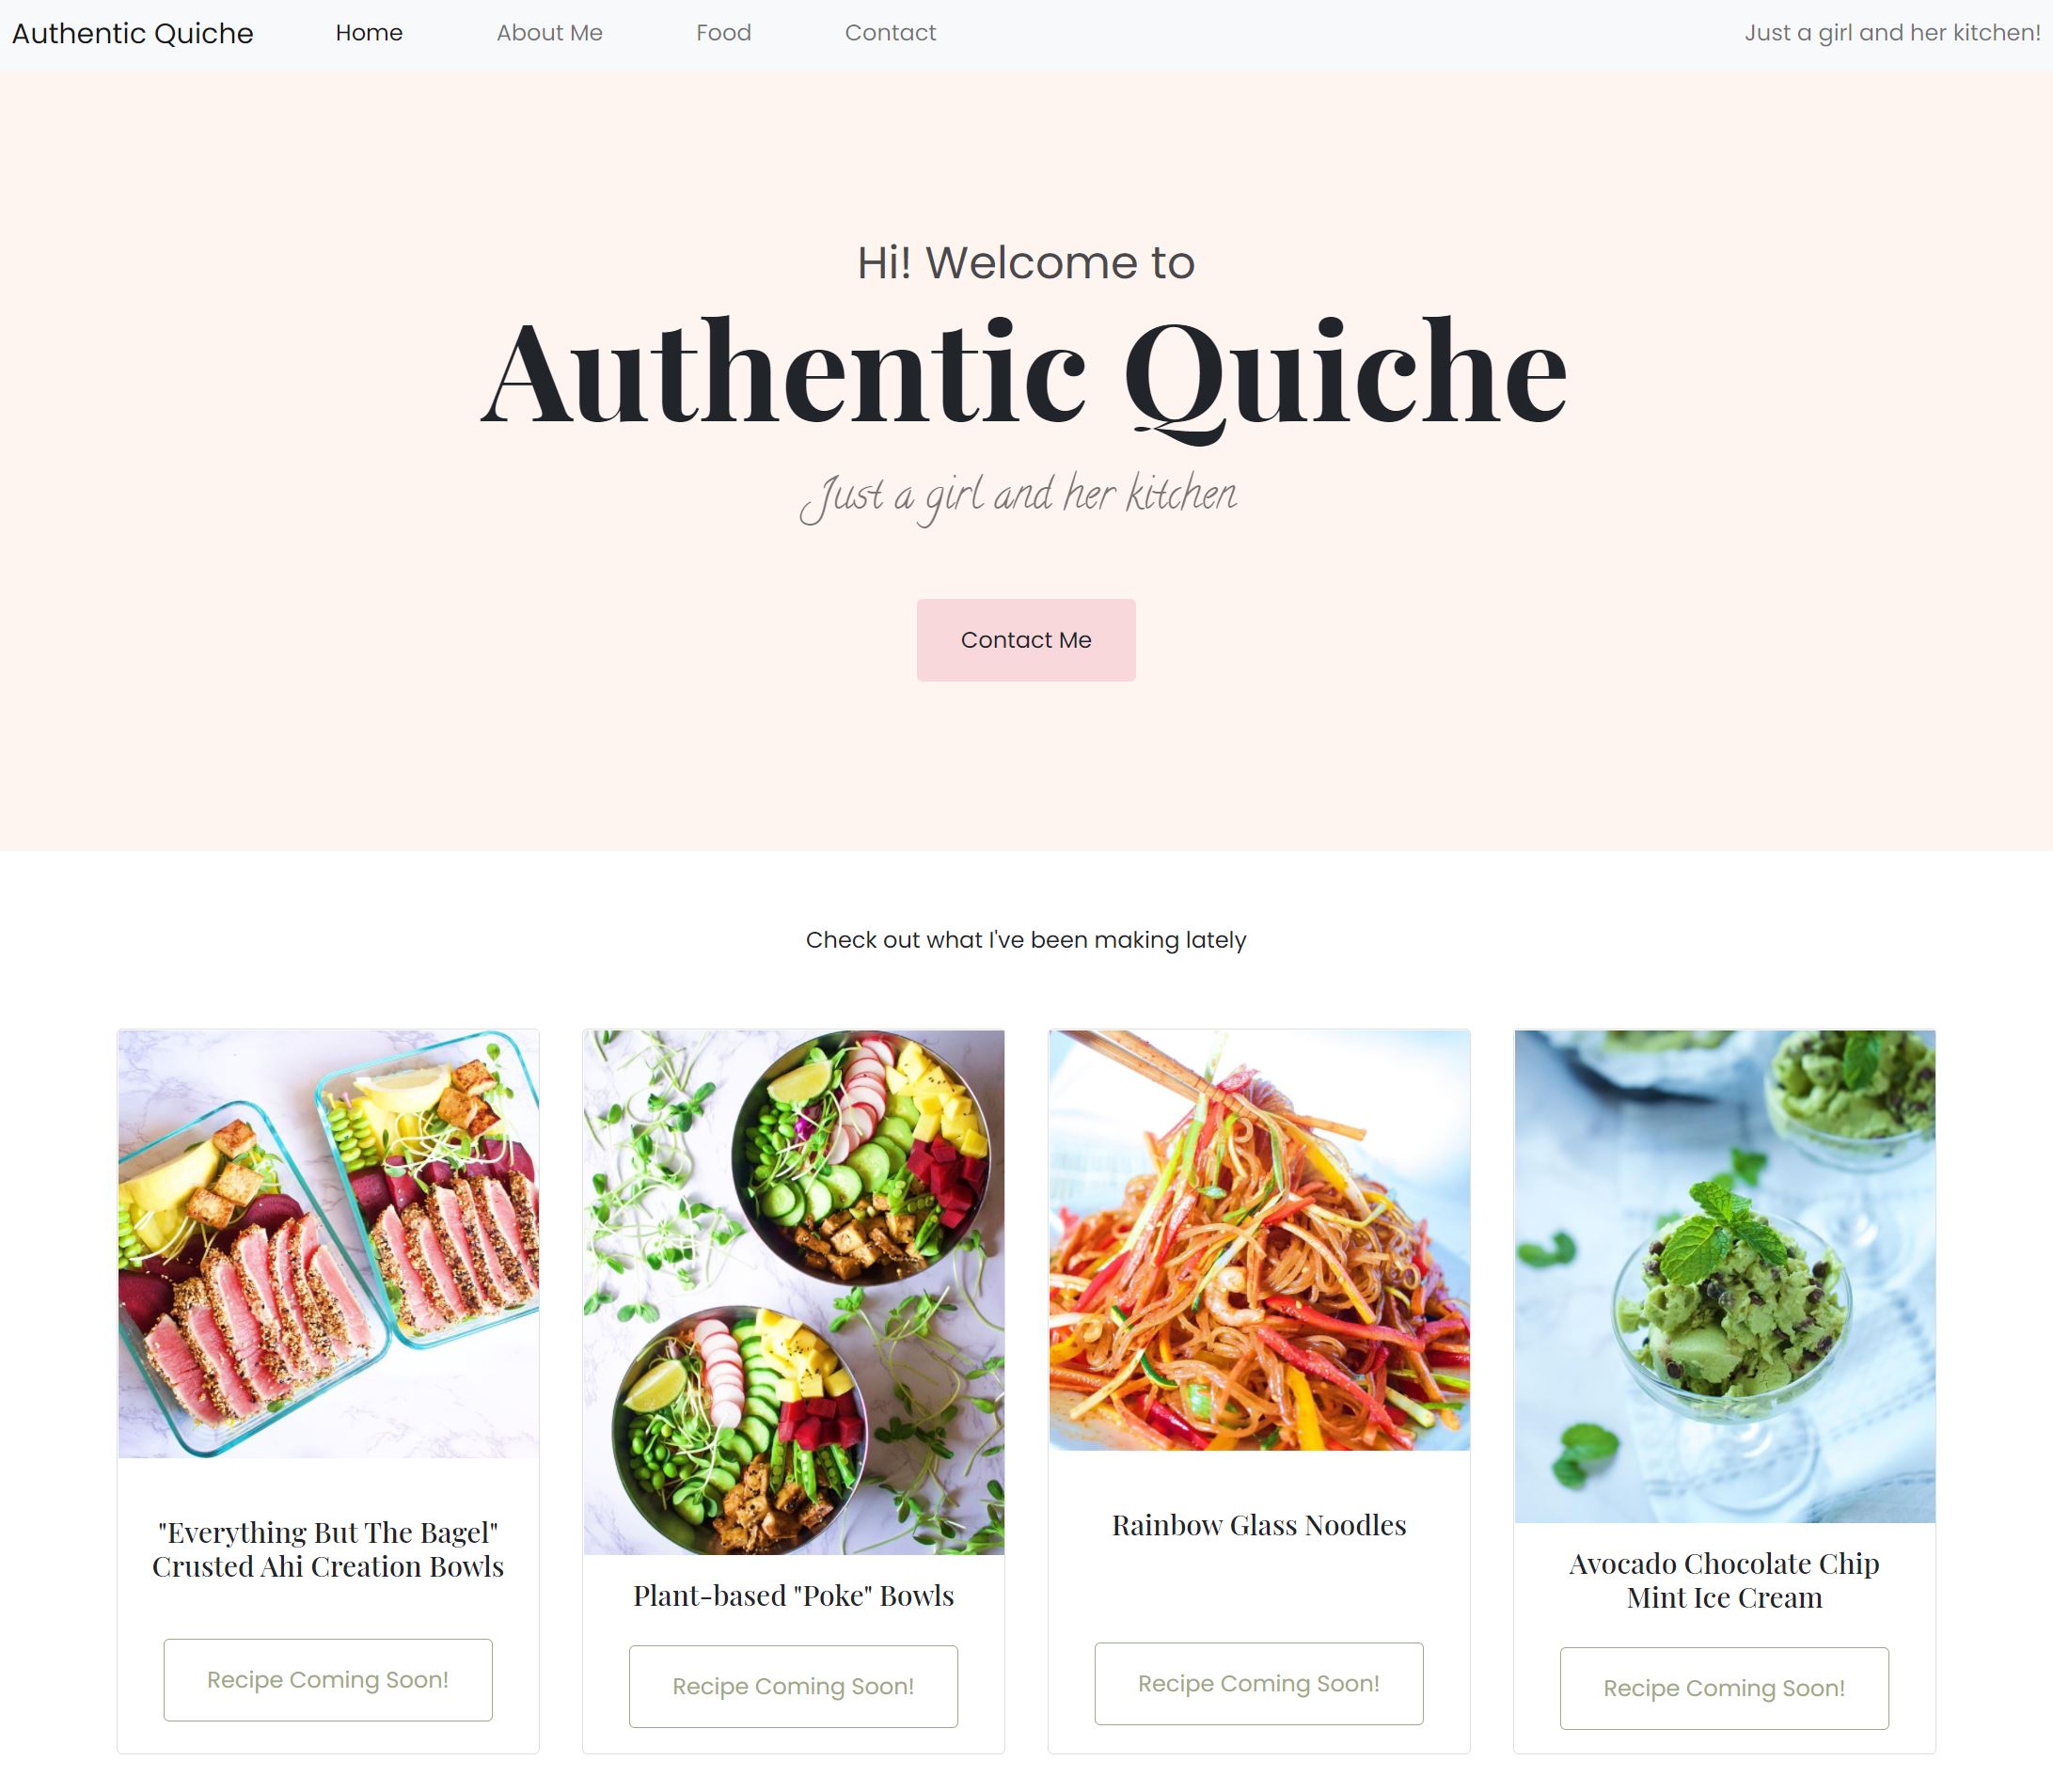 Authentic Quiche
Home
About Me
Food
Contact
Just a girl and her kitchen!
Hi! Welcome to
Authentic Quiche
Just a girl and her kitchen
Contact Me
Check out what I've been making lately
"Everything But The Bagel"
Crusted Ahi Creation Bowls
Recipe Coming Soon!
Plant-based "Poke" Bowls
Recipe Coming Soon!
Rainbow Glass Noodles
Recipe Coming Soon!
Avocado Chocolate Chip
Mint Ice Cream
Recipe Coming Soon!